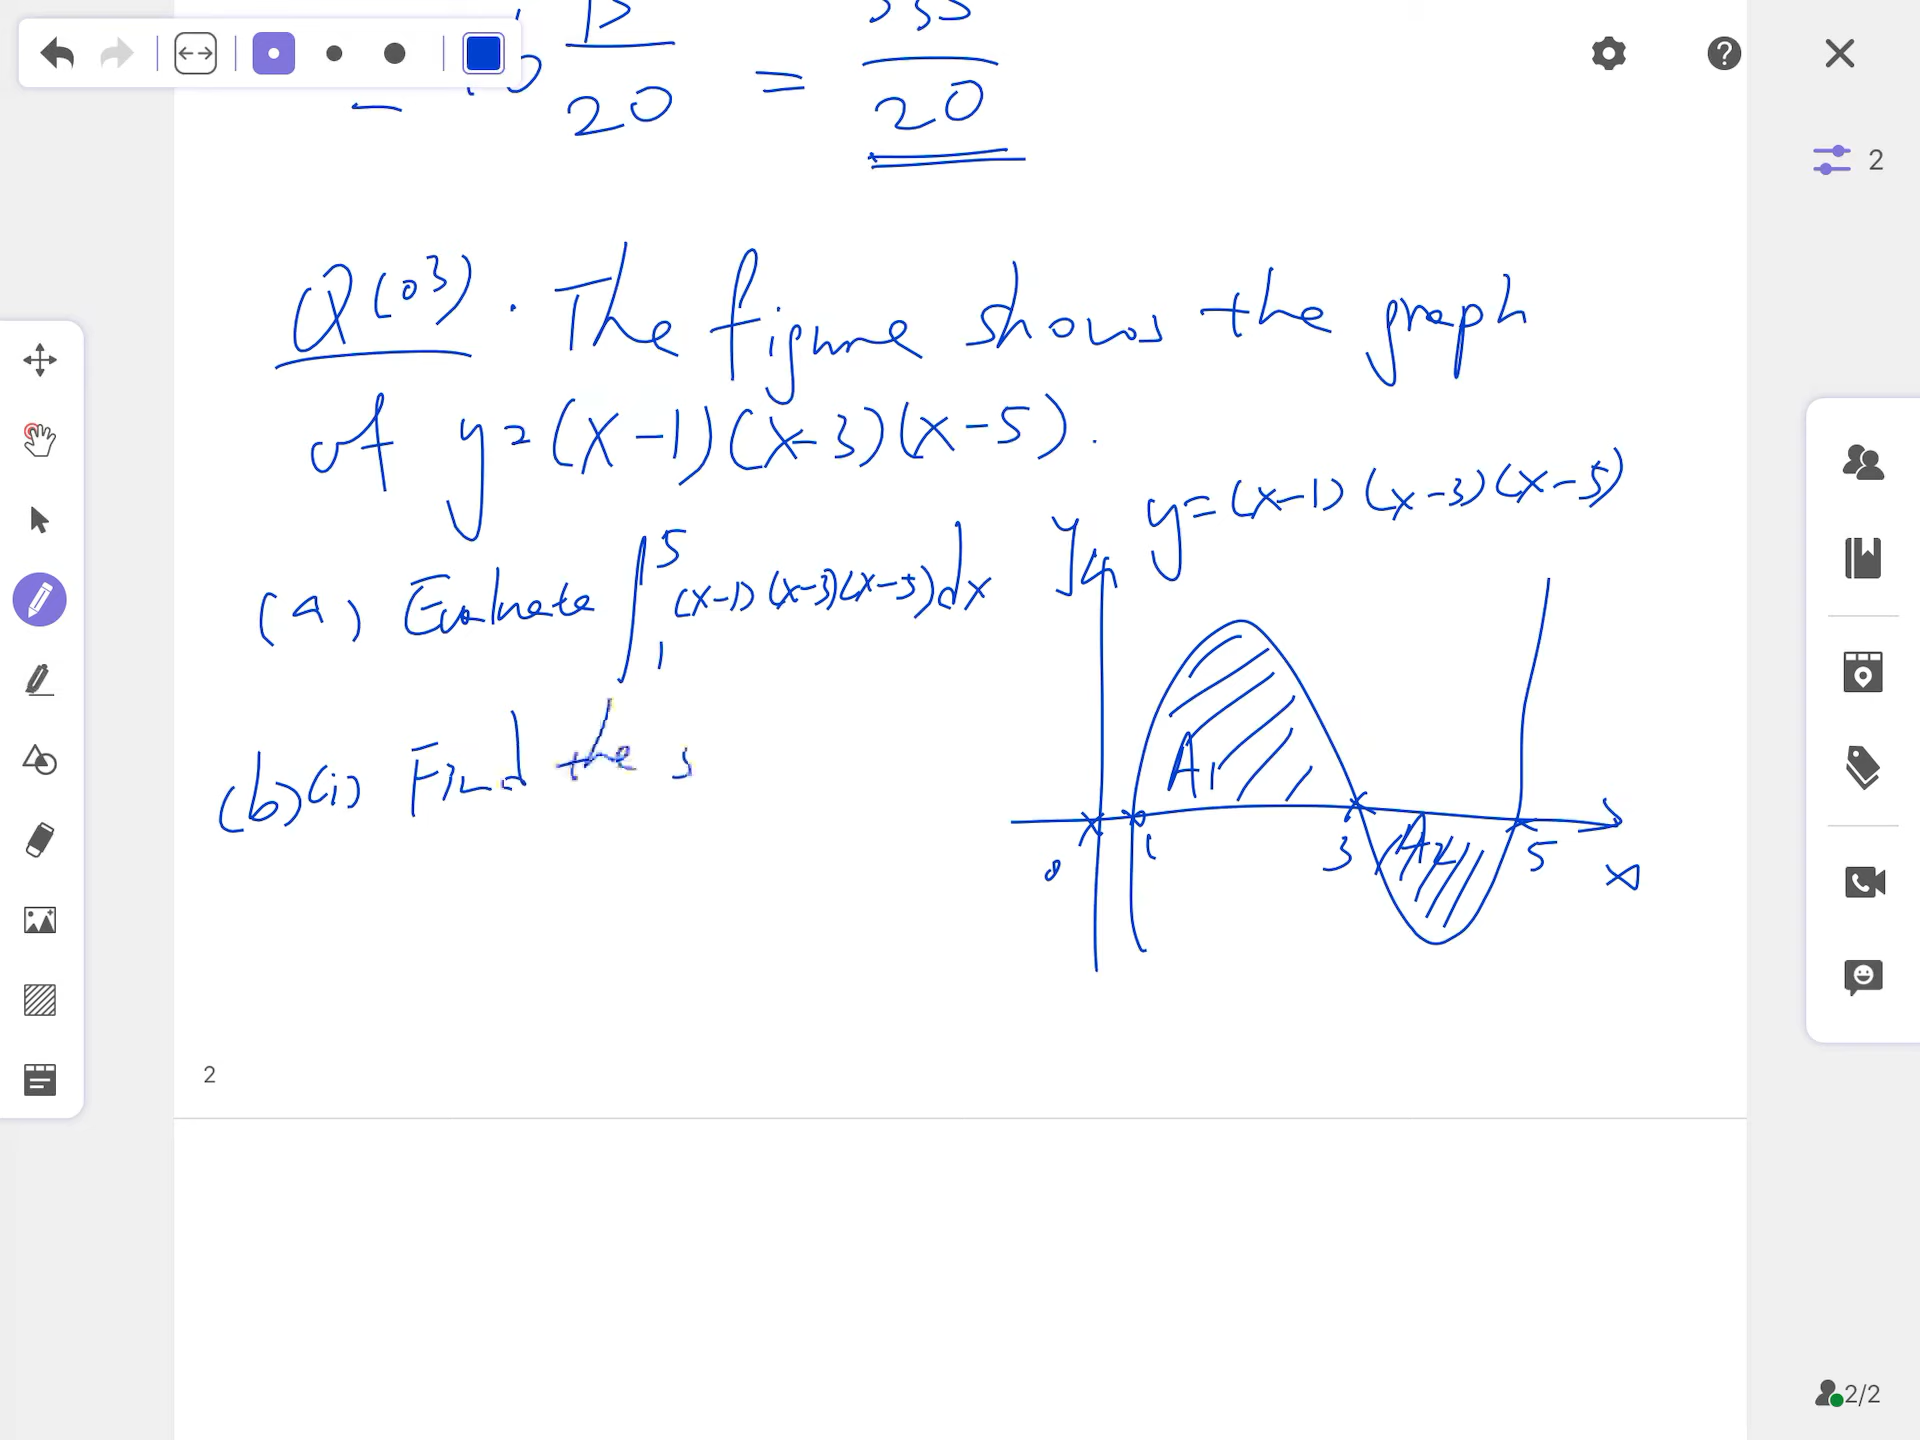 2
20 = 20
Q(03). The figure shows the graph
of y=(x-1)(x-3)(x-5).
y=(x-1)(x-3)(x-5)
(a) Evaluate ∫₁⁵ (x-1)(x-3)(x-5)dx
y
(b)(i) Find the s
A1
A2
0 1 3 5 x
2
2/2